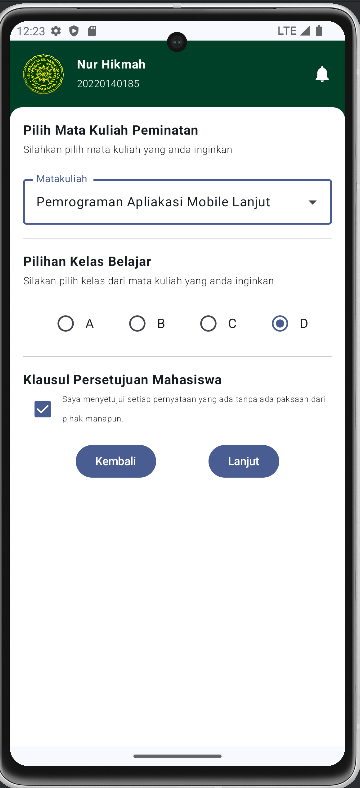 12:23
LTE
Nur Hikmah
20220140185
Pilih Mata Kuliah Peminatan
Silahkan pilih mata kuliah yang anda inginkan
Matakuliah
Pemrograman Apliakasi Mobile Lanjut
Pilihan Kelas Belajar
Silakan pilih kelas dari mata kuliah yang anda inginkan
A B C D
Klausul Persetujuan Mahasiswa
Saya menyetujui setiap pernyataan yang ada tanpa ada paksaan dari
pihak manapun.
Kembali Lanjut